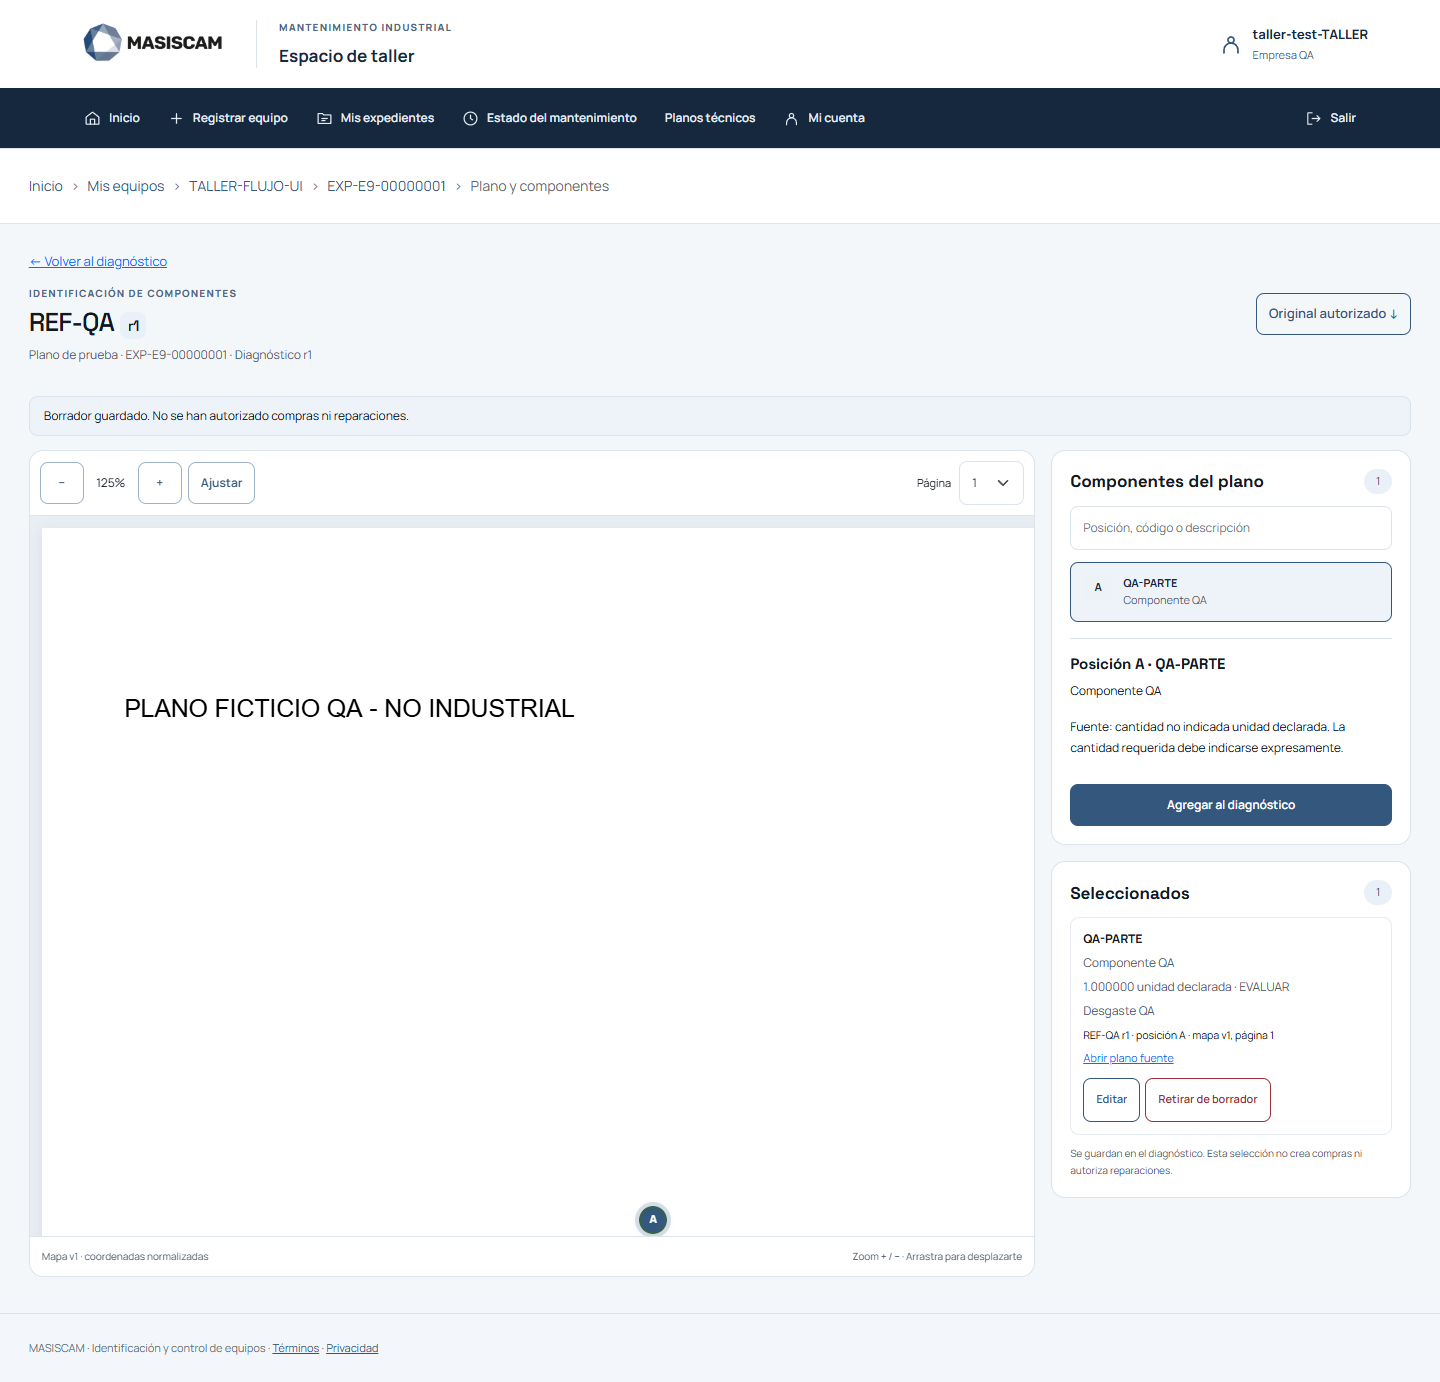 MASISCAM
MANTENIMIENTO INDUSTRIAL
Espacio de taller
taller-test-TALLER
Empresa QA
Inicio
Registrar equipo
Mis expedientes
Estado del mantenimiento
Planos técnicos
Mi cuenta
Salir
Inicio > Mis equipos > TALLER-FLUJO-UI > EXP-E9-00000001 > Plano y componentes
← Volver al diagnóstico
IDENTIFICACIÓN DE COMPONENTES
REF-QA r1
Plano de prueba · EXP-E9-00000001 · Diagnóstico r1
Original autorizado ↓
Borrador guardado. No se han autorizado compras ni reparaciones.
− 125% + Ajustar
Página 1
PLANO FICTICIO QA - NO INDUSTRIAL
A
Mapa v1 · coordenadas normalizadas
Zoom + / − · Arrastra para desplazarte
Componentes del plano 1
Posición, código o descripción
A
QA-PARTE
Componente QA
Posición A · QA-PARTE
Componente QA
Fuente: cantidad no indicada unidad declarada. La
cantidad requerida debe indicarse expresamente.
Agregar al diagnóstico
Seleccionados 1
QA-PARTE
Componente QA
1.000000 unidad declarada · EVALUAR
Desgaste QA
REF-QA r1 · posición A · mapa v1, página 1
Abrir plano fuente
Editar
Retirar de borrador
Se guardan en el diagnóstico. Esta selección no crea compras ni
autoriza reparaciones.
MASISCAM · Identificación y control de equipos · Términos · Privacidad